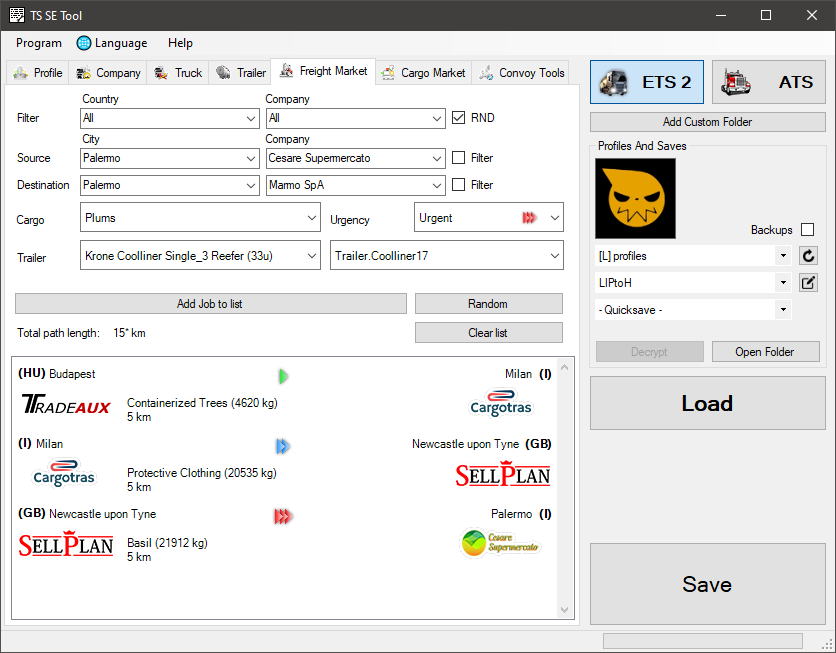 TS SE Tool
Program Language Help
Profile Company Truck Trailer Freight Market Cargo Market Convoy Tools
Country Company
Filter All All RND
City Company
Source Palermo Cesare Supermercato Filter
Destination Palermo Marmo SpA Filter
Cargo Plums Urgency Urgent
Trailer Krone Coolliner Single_3 Reefer (33u) Trailer.Coolliner17
Add Job to list Random
Total path length: 15* km Clear list
(HU) Budapest Milan (I)
TRADEAUX Containerized Trees (4620 kg) Cargotras
5 km
(I) Milan Newcastle upon Tyne (GB)
Cargotras Protective Clothing (20535 kg) SELLPLAN
5 km
(GB) Newcastle upon Tyne Palermo (I)
SELLPLAN Basil (21912 kg) Cesare Supermercato
5 km
ETS 2 ATS
Add Custom Folder
Profiles And Saves
Backups
[L] profiles
LIPtoH
- Quicksave -
Decrypt Open Folder
Load
Save